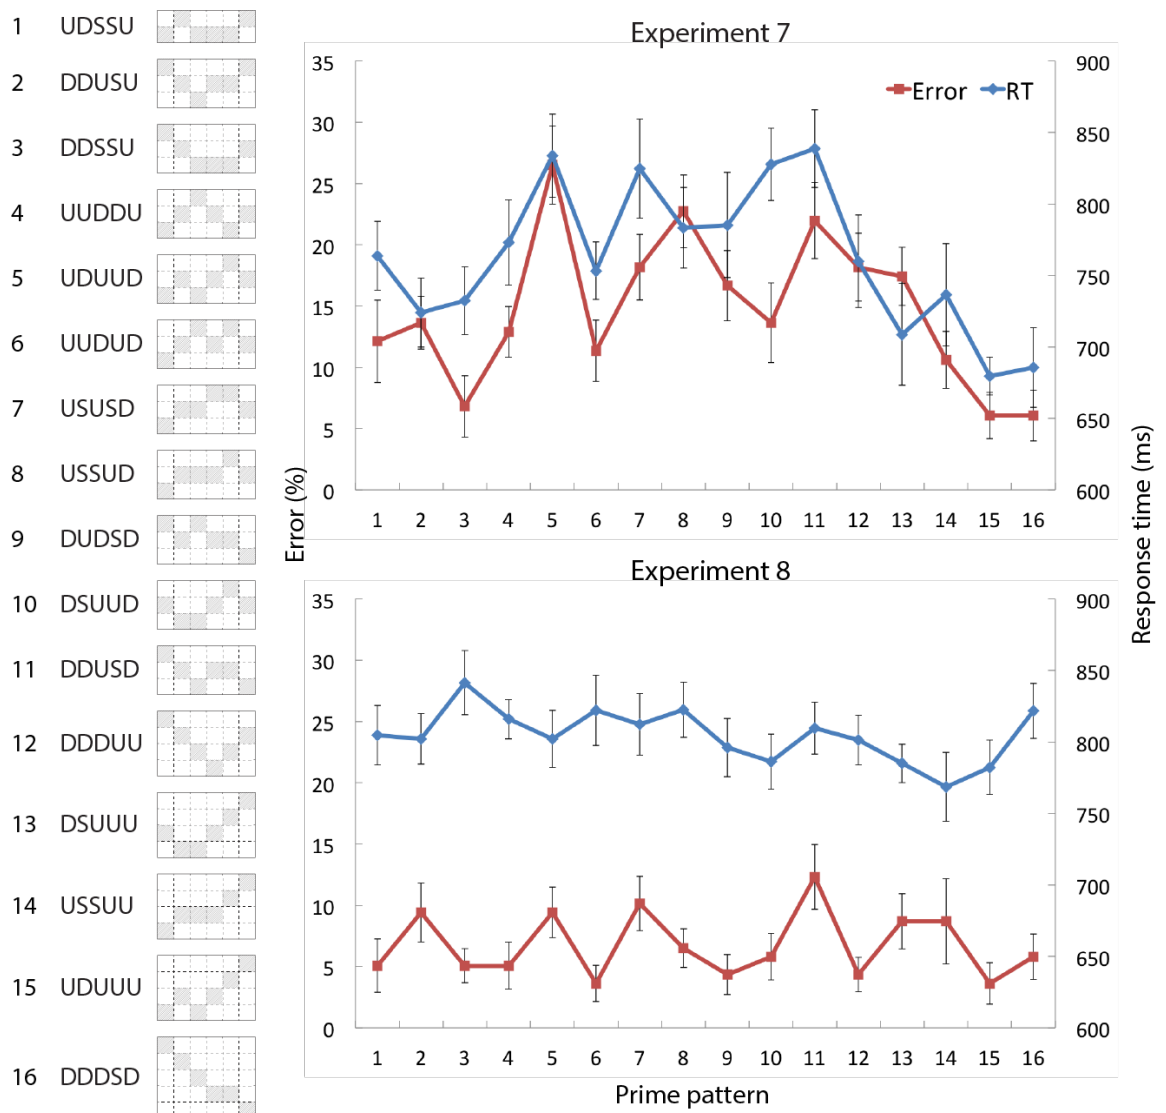 1 UDSSU
2 DDUSU
3 DDSSU
4 UUDDU
5 UDUUD
6 UUDUD
7 USUSD
8 USSUD
9 DUDSD
10 DSUUD
11 DDUSD
12 DDDUU
13 DSUUU
14 USSUU
15 UDUUU
16 DDDSD
Experiment 7
Error RT
35
30
25
20
15
10
5
0
900
850
800
750
700
650
600
1 2 3 4 5 6 7 8 9 10 11 12 13 14 15 16
Error (%)
Response time (ms)
Experiment 8
35
30
25
20
15
10
5
0
900
850
800
750
700
650
600
1 2 3 4 5 6 7 8 9 10 11 12 13 14 15 16
Prime pattern